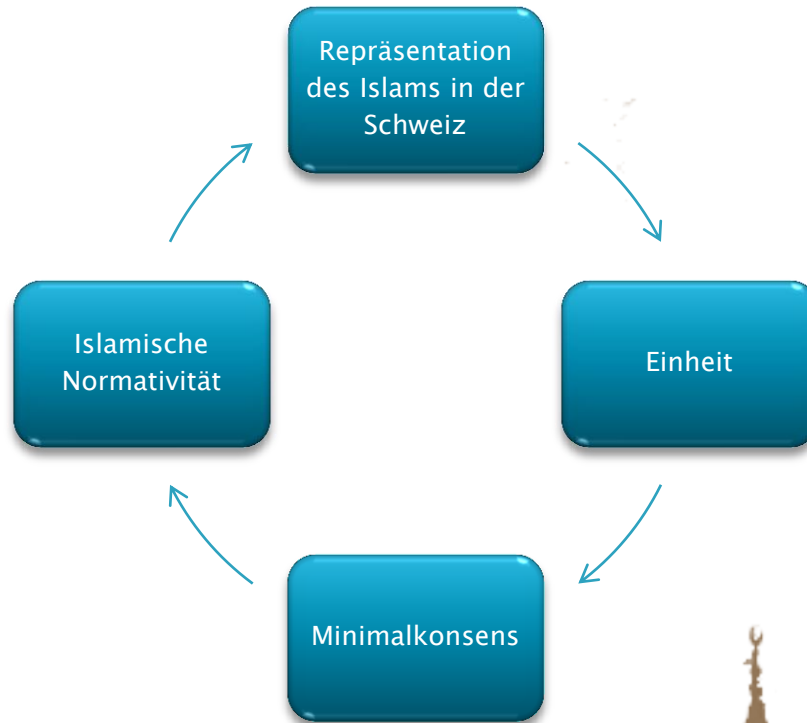 Repräsentation
des Islams in der
Schweiz
Islamische
Normativität
Einheit
Minimalkonsens